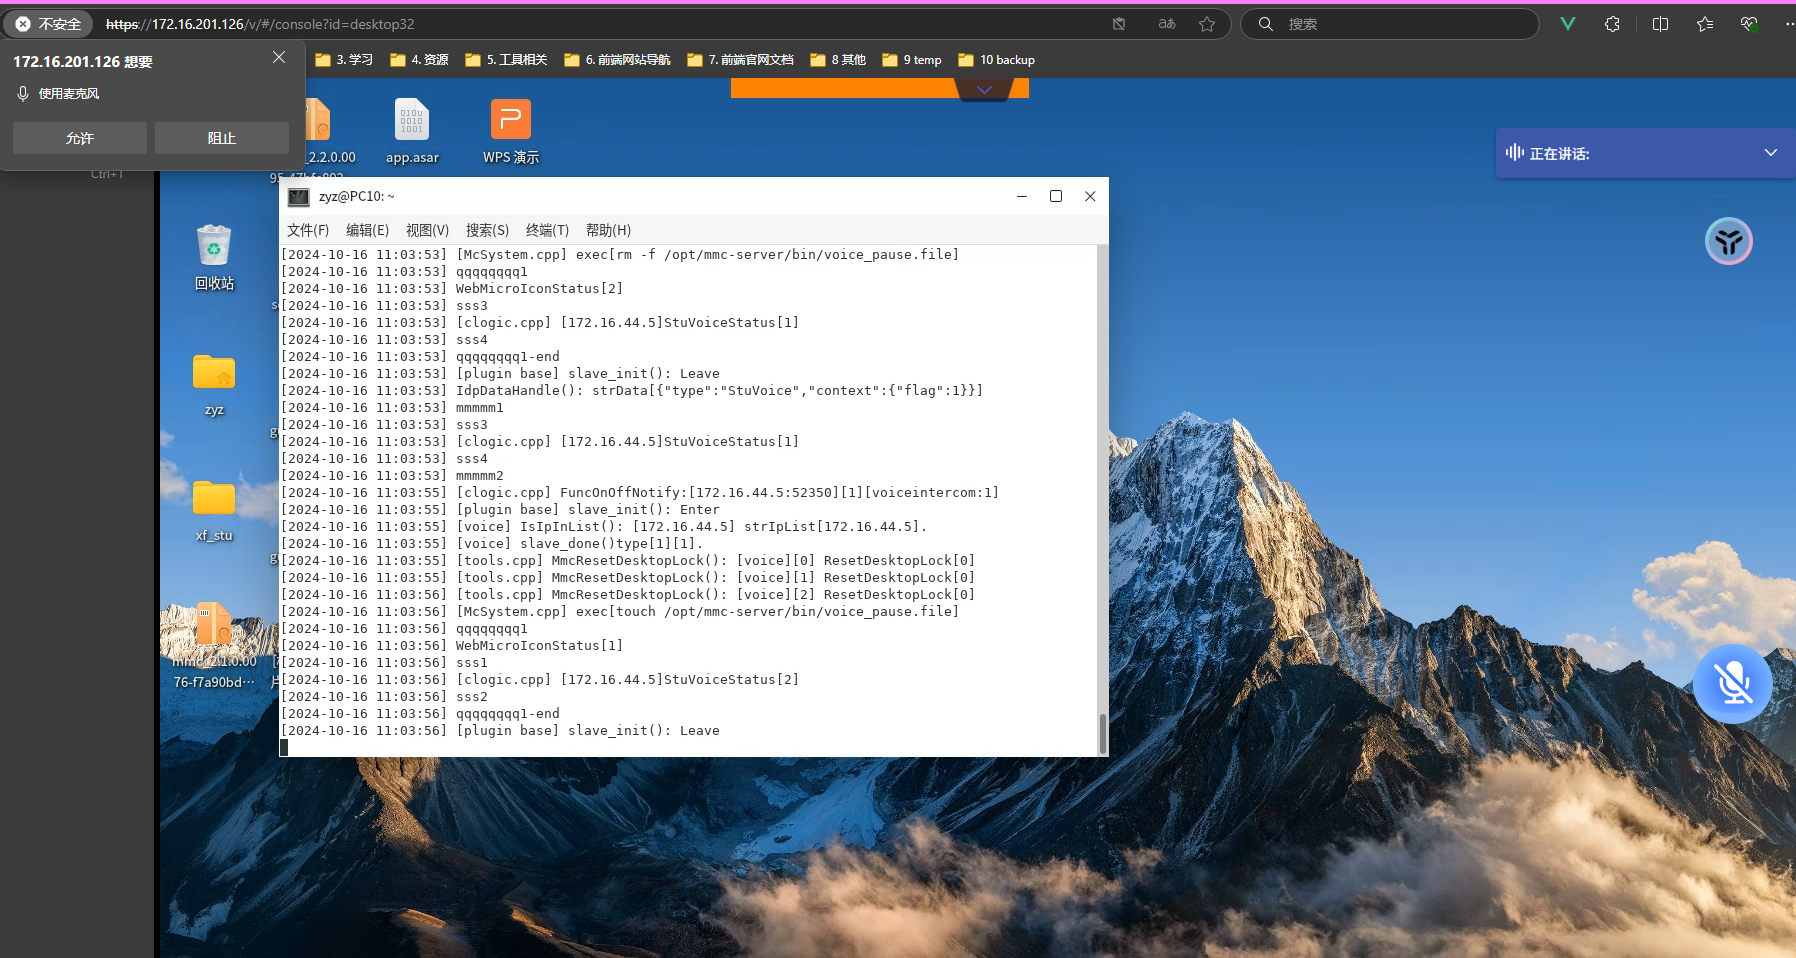 不安全
https://172.16.201.126/v/#/console?id=desktop32
aあ
搜索
172.16.201.126 想要
使用麦克风
允许
阻止
3. 学习
4. 资源
5. 工具相关
6. 前端网站导航
7. 前端官网文档
8 其他
9 temp
10 backup
Ctrl+T
_2.2.0.00
app.asar
WPS 演示
正在讲话:
回收站
zyz
xf_stu
mmc_2.1.0.00
76-f7a90bd…
zyz@PC10: ~
文件(F) 编辑(E) 视图(V) 搜索(S) 终端(T) 帮助(H)
[2024-10-16 11:03:53] [McSystem.cpp] exec[rm -f /opt/mmc-server/bin/voice_pause.file]
[2024-10-16 11:03:53] qqqqqqqq1
[2024-10-16 11:03:53] WebMicroIconStatus[2]
[2024-10-16 11:03:53] sss3
[2024-10-16 11:03:53] [clogic.cpp] [172.16.44.5]StuVoiceStatus[1]
[2024-10-16 11:03:53] sss4
[2024-10-16 11:03:53] qqqqqqqq1-end
[2024-10-16 11:03:53] [plugin base] slave_init(): Leave
[2024-10-16 11:03:53] IdpDataHandle(): strData[{"type":"StuVoice","context":{"flag":1}}]
[2024-10-16 11:03:53] mmmmm1
[2024-10-16 11:03:53] sss3
[2024-10-16 11:03:53] [clogic.cpp] [172.16.44.5]StuVoiceStatus[1]
[2024-10-16 11:03:53] sss4
[2024-10-16 11:03:53] mmmmm2
[2024-10-16 11:03:55] [clogic.cpp] FuncOnOffNotify:[172.16.44.5:52350][1][voiceintercom:1]
[2024-10-16 11:03:55] [plugin base] slave_init(): Enter
[2024-10-16 11:03:55] [voice] IsIpInList(): [172.16.44.5] strIpList[172.16.44.5].
[2024-10-16 11:03:55] [voice] slave_done()type[1][1].
[2024-10-16 11:03:55] [tools.cpp] MmcResetDesktopLock(): [voice][0] ResetDesktopLock[0]
[2024-10-16 11:03:55] [tools.cpp] MmcResetDesktopLock(): [voice][1] ResetDesktopLock[0]
[2024-10-16 11:03:56] [tools.cpp] MmcResetDesktopLock(): [voice][2] ResetDesktopLock[0]
[2024-10-16 11:03:56] [McSystem.cpp] exec[touch /opt/mmc-server/bin/voice_pause.file]
[2024-10-16 11:03:56] qqqqqqqq1
[2024-10-16 11:03:56] WebMicroIconStatus[1]
[2024-10-16 11:03:56] sss1
[2024-10-16 11:03:56] [clogic.cpp] [172.16.44.5]StuVoiceStatus[2]
[2024-10-16 11:03:56] sss2
[2024-10-16 11:03:56] qqqqqqqq1-end
[2024-10-16 11:03:56] [plugin base] slave_init(): Leave